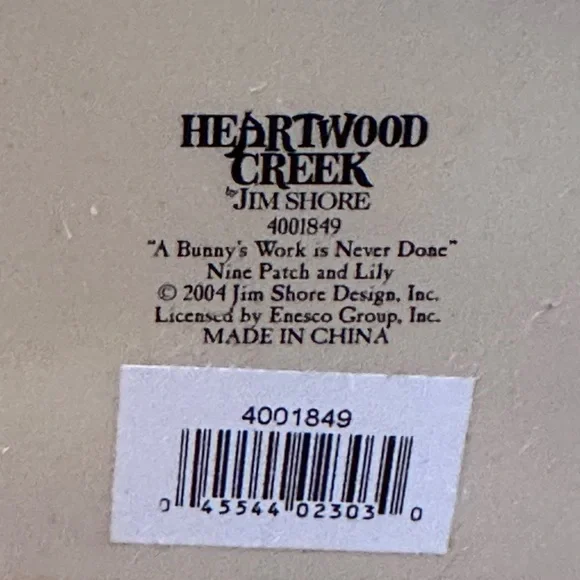 HEARTWOOD
CREEK
by JIM SHORE
4001849
"A Bunny's Work is Never Done"
Nine Patch and Lily
© 2004 Jim Shore Design, Inc.
Licensed by Enesco Group, Inc.
MADE IN CHINA
4001849
0 45544 02303 0